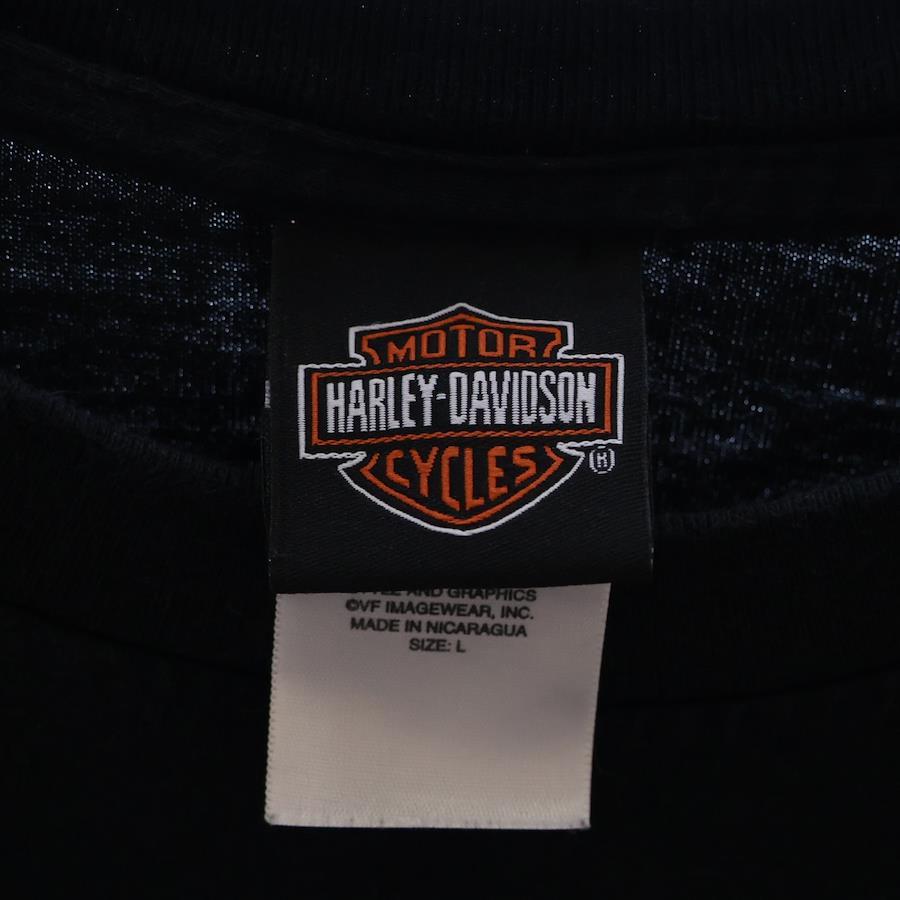 MOTOR
HARLEY-DAVIDSON
CYCLES
®
AND GRAPHICS
©VF IMAGEWEAR, INC.
MADE IN NICARAGUA
SIZE: L